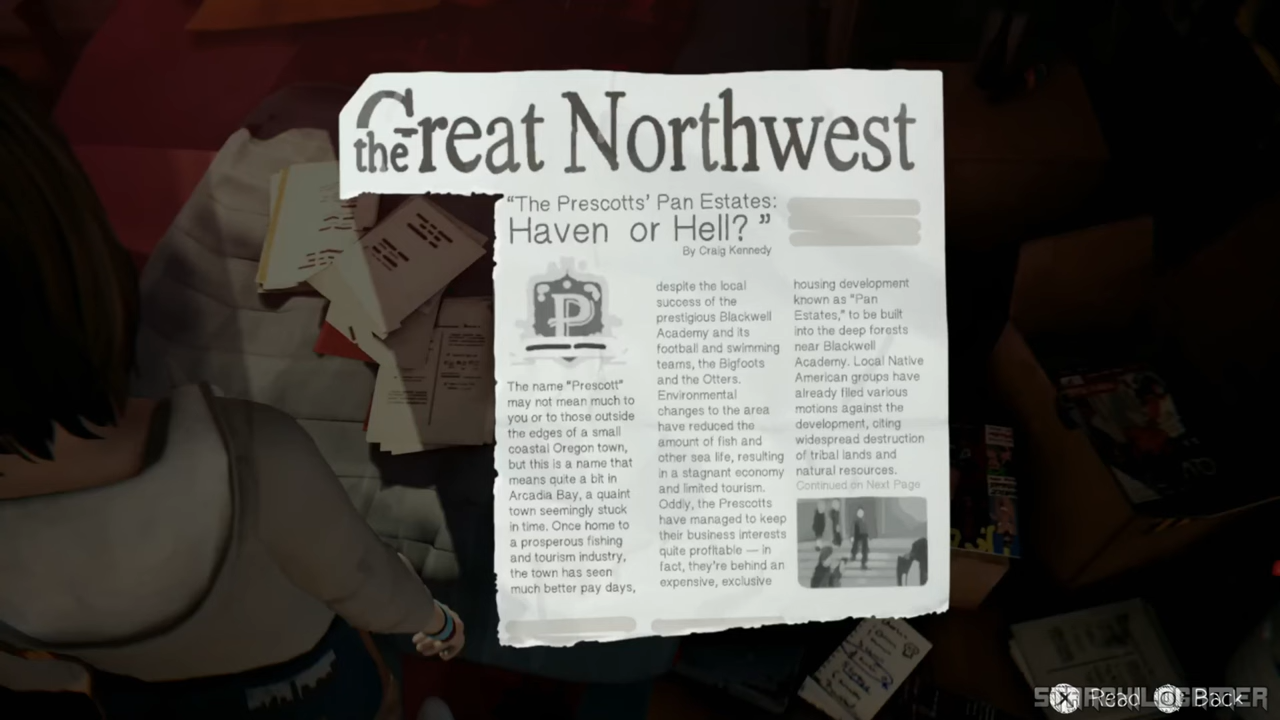 the Great Northwest
"The Prescotts' Pan Estates:
Haven or Hell?"
By Craig Kennedy
P
The name "Prescott"
may not mean much to
you or to those outside
the edges of a small
coastal Oregon town,
but this is a name that
means quite a bit in
Arcadia Bay, a quaint
town seemingly stuck
in time. Once home to
a prosperous fishing
and tourism industry,
the town has seen
much better pay days,
despite the local
success of the
prestigious Blackwell
Academy and its
football and swimming
teams, the Bigfoots
and the Otters.
Environmental
changes to the area
have reduced the
amount of fish and
other sea life, resulting
in a stagnant economy
and limited tourism.
Oddly, the Prescotts
have managed to keep
their business interests
quite profitable — in
fact, they're behind an
expensive, exclusive
housing development
known as "Pan
Estates," to be built
into the deep forests
near Blackwell
Academy. Local Native
American groups have
already filed various
motions against the
development, citing
widespread destruction
of tribal lands and
natural resources.
Continued on Next Page
Read Back